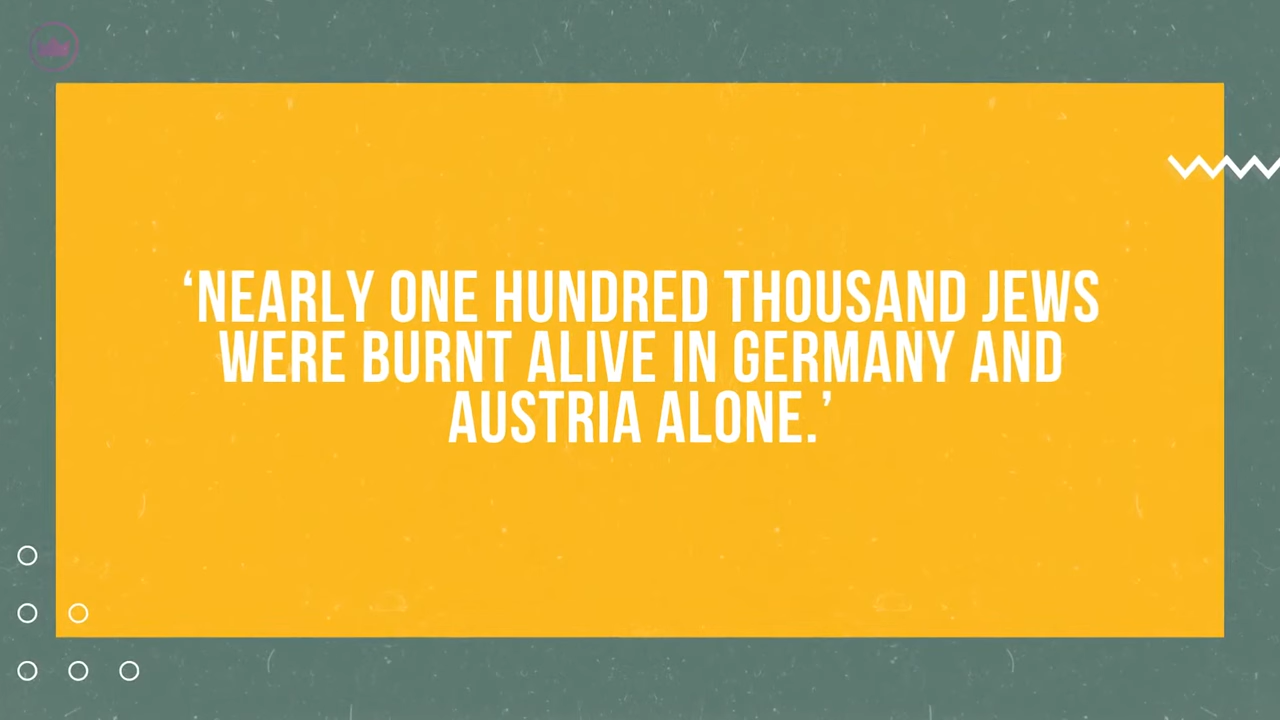 ‘NEARLY ONE HUNDRED THOUSAND JEWS
WERE BURNT ALIVE IN GERMANY AND
AUSTRIA ALONE.’